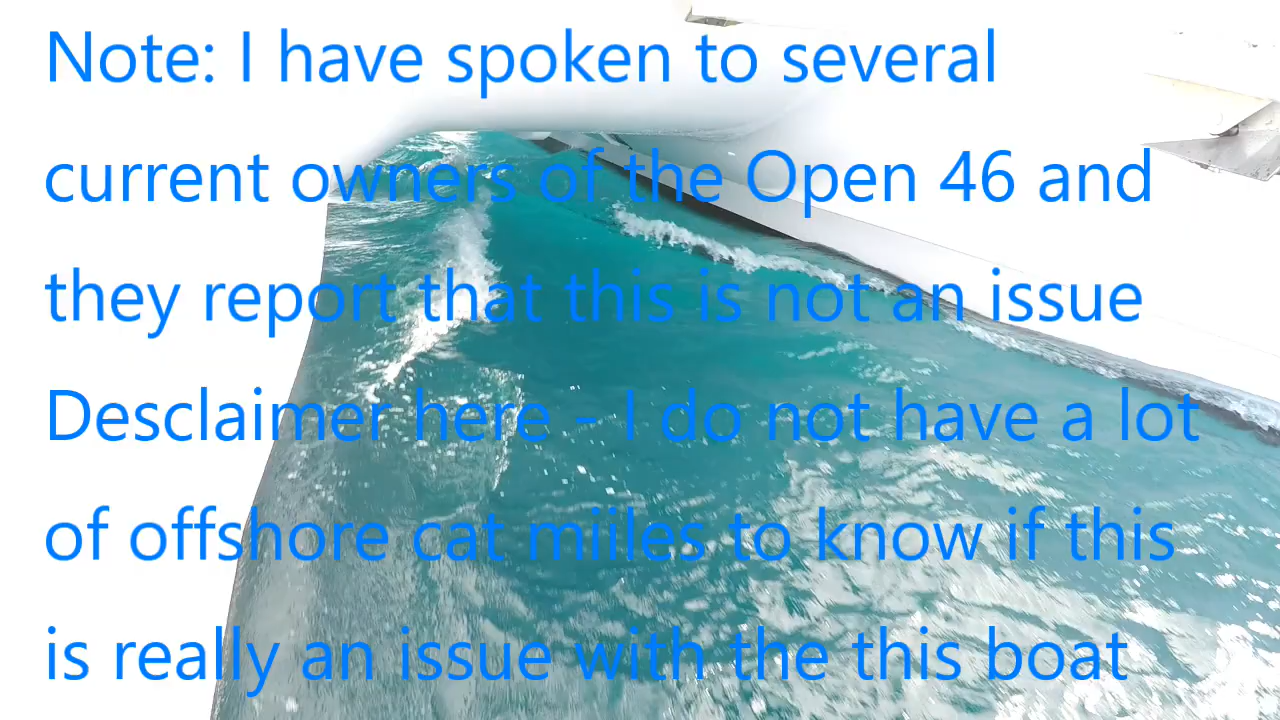 Note: I have spoken to several
current owners of the Open 46 and
they report that this is not an issue
Desclaimer here - I do not have a lot
of offshore cat miiles to know if this
is really an issue with the this boat